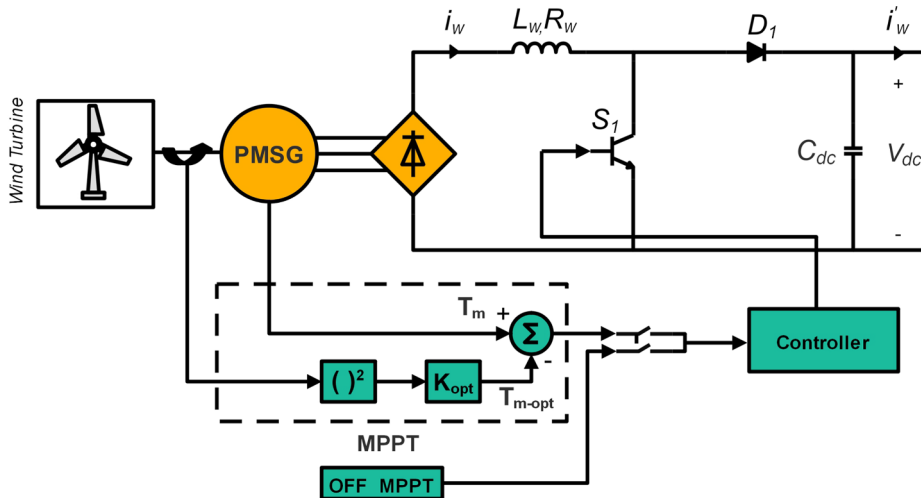 i_w
L_w,R_w
D_1
i'_w
+
Wind Turbine
PMSG
S_1
C_dc
V_dc
-
T_m
+
Σ
-
Controller
( )²
K_opt
T_m-opt
MPPT
OFF MPPT